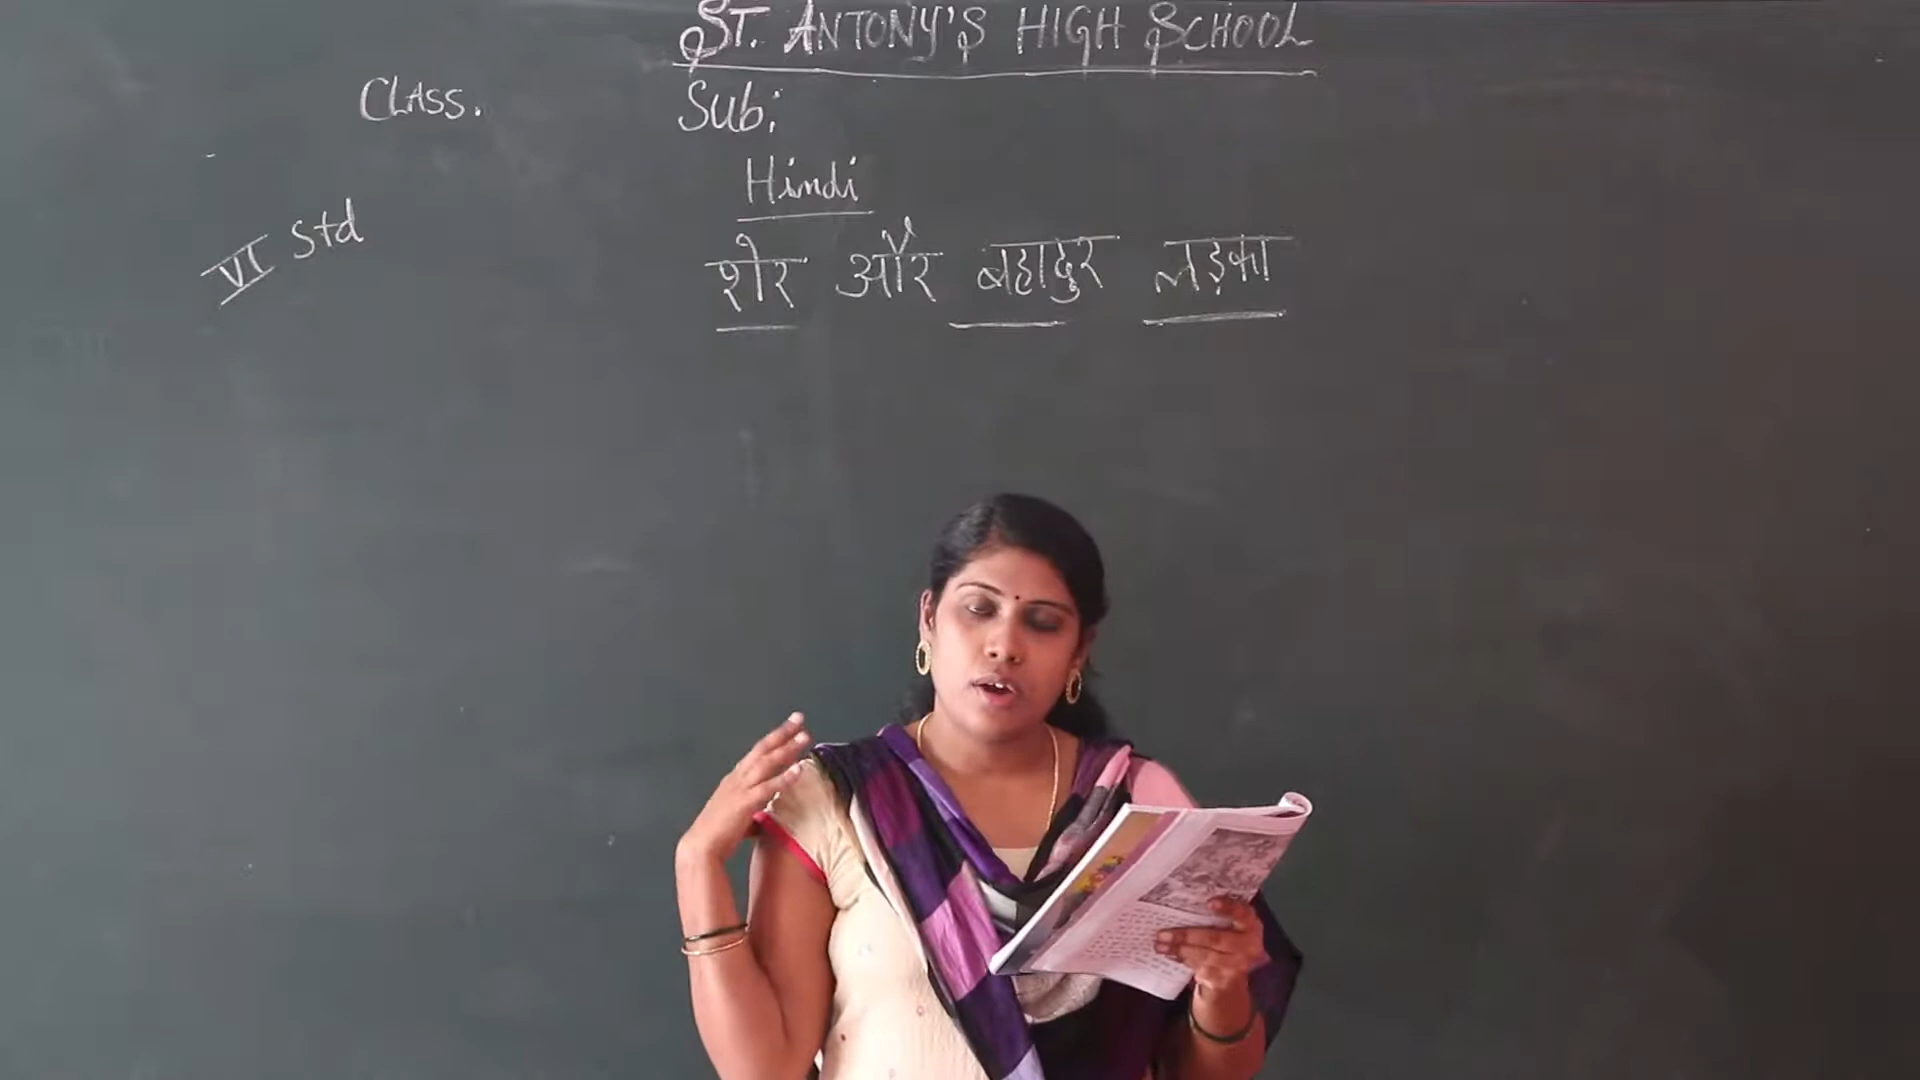 ST. ANTONY'S HIGH SCHOOL
CLASS. Sub:
Hindi
VI Std
शेर और बहादुर लड़का